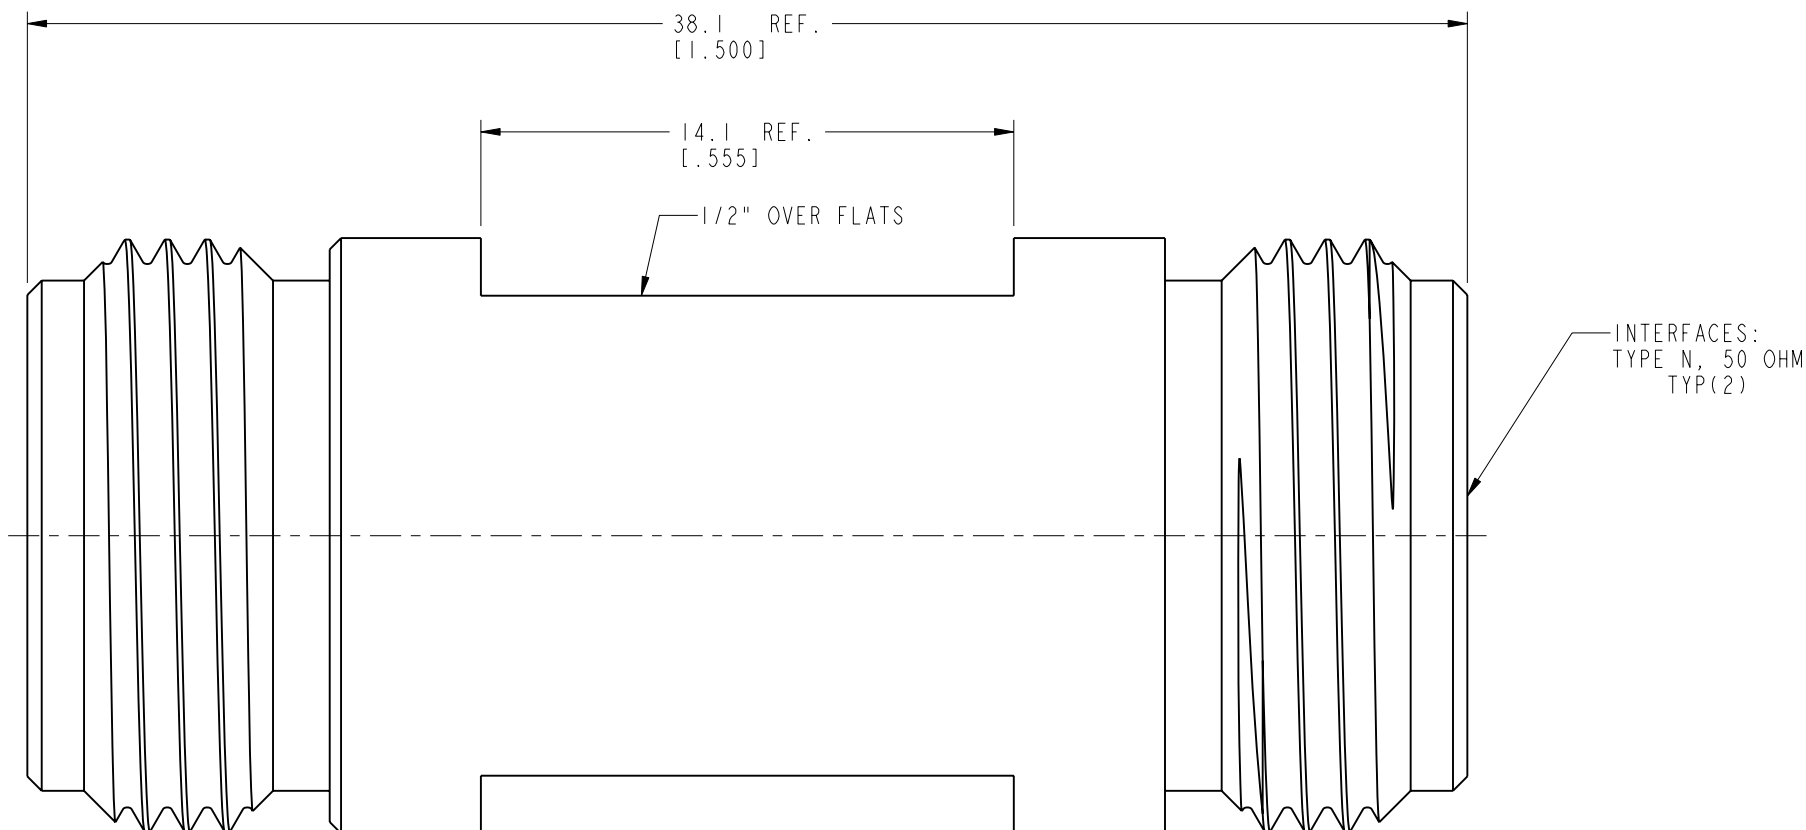 38.1 REF.
[1.500]
14.1 REF.
[.555]
1/2" OVER FLATS
INTERFACES:
TYPE N, 50 OHM
TYP(2)